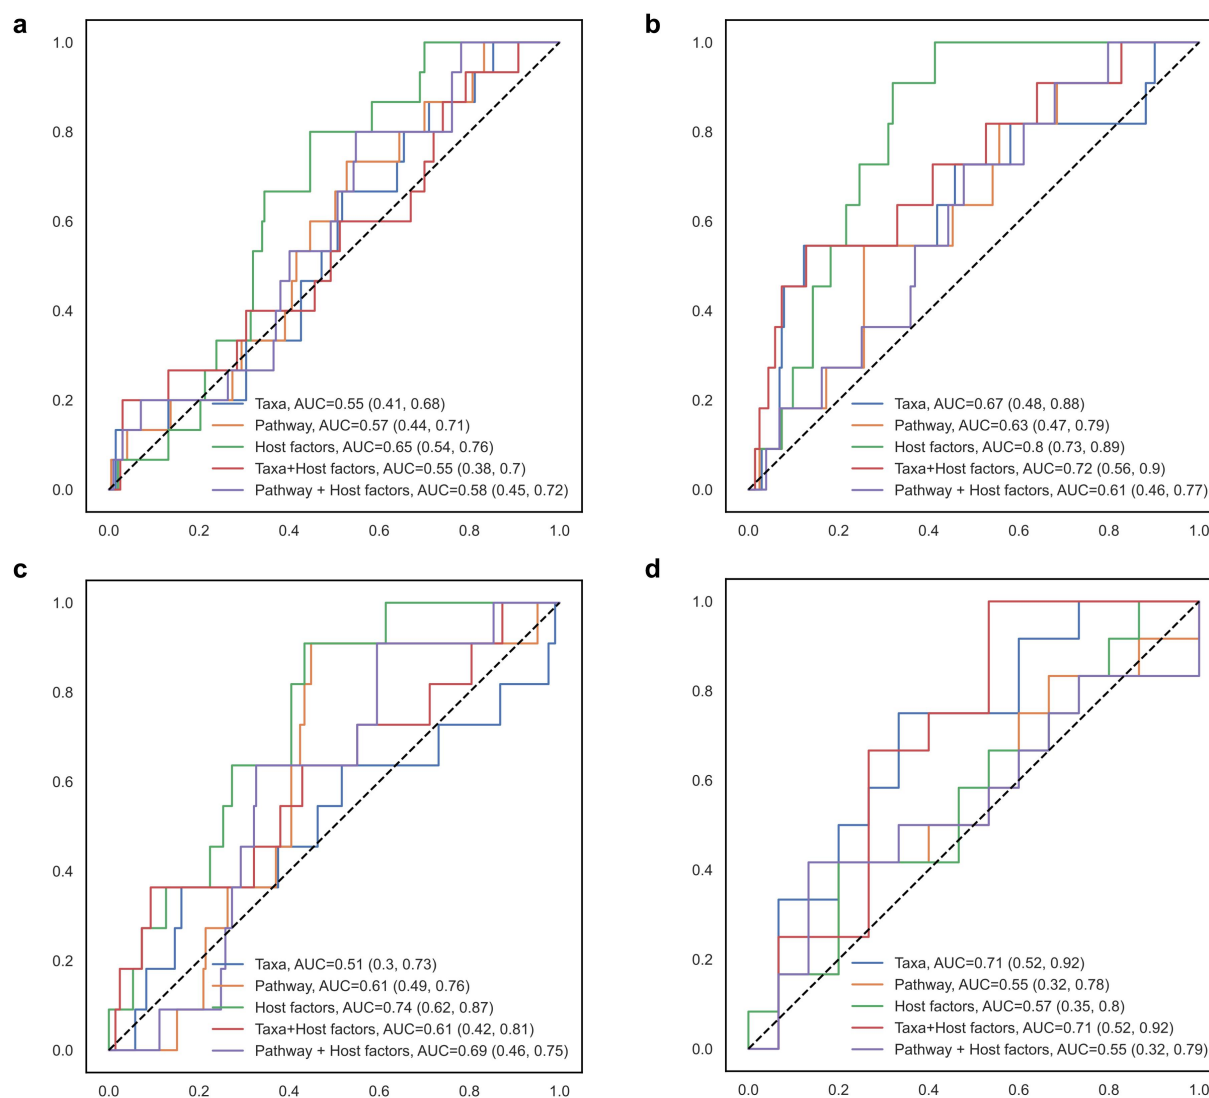 a
1.0
0.8
0.6
0.4
0.2
0.0
Taxa, AUC=0.55 (0.41, 0.68)
Pathway, AUC=0.57 (0.44, 0.71)
Host factors, AUC=0.65 (0.54, 0.76)
Taxa+Host factors, AUC=0.55 (0.38, 0.7)
Pathway + Host factors, AUC=0.58 (0.45, 0.72)
0.0 0.2 0.4 0.6 0.8 1.0
b
1.0
0.8
0.6
0.4
0.2
0.0
Taxa, AUC=0.67 (0.48, 0.88)
Pathway, AUC=0.63 (0.47, 0.79)
Host factors, AUC=0.8 (0.73, 0.89)
Taxa+Host factors, AUC=0.72 (0.56, 0.9)
Pathway + Host factors, AUC=0.61 (0.46, 0.77)
0.0 0.2 0.4 0.6 0.8 1.0
c
1.0
0.8
0.6
0.4
0.2
0.0
Taxa, AUC=0.51 (0.3, 0.73)
Pathway, AUC=0.61 (0.49, 0.76)
Host factors, AUC=0.74 (0.62, 0.87)
Taxa+Host factors, AUC=0.61 (0.42, 0.81)
Pathway + Host factors, AUC=0.69 (0.46, 0.75)
0.0 0.2 0.4 0.6 0.8 1.0
d
1.0
0.8
0.6
0.4
0.2
0.0
Taxa, AUC=0.71 (0.52, 0.92)
Pathway, AUC=0.55 (0.32, 0.78)
Host factors, AUC=0.57 (0.35, 0.8)
Taxa+Host factors, AUC=0.71 (0.52, 0.92)
Pathway + Host factors, AUC=0.55 (0.32, 0.79)
0.0 0.2 0.4 0.6 0.8 1.0